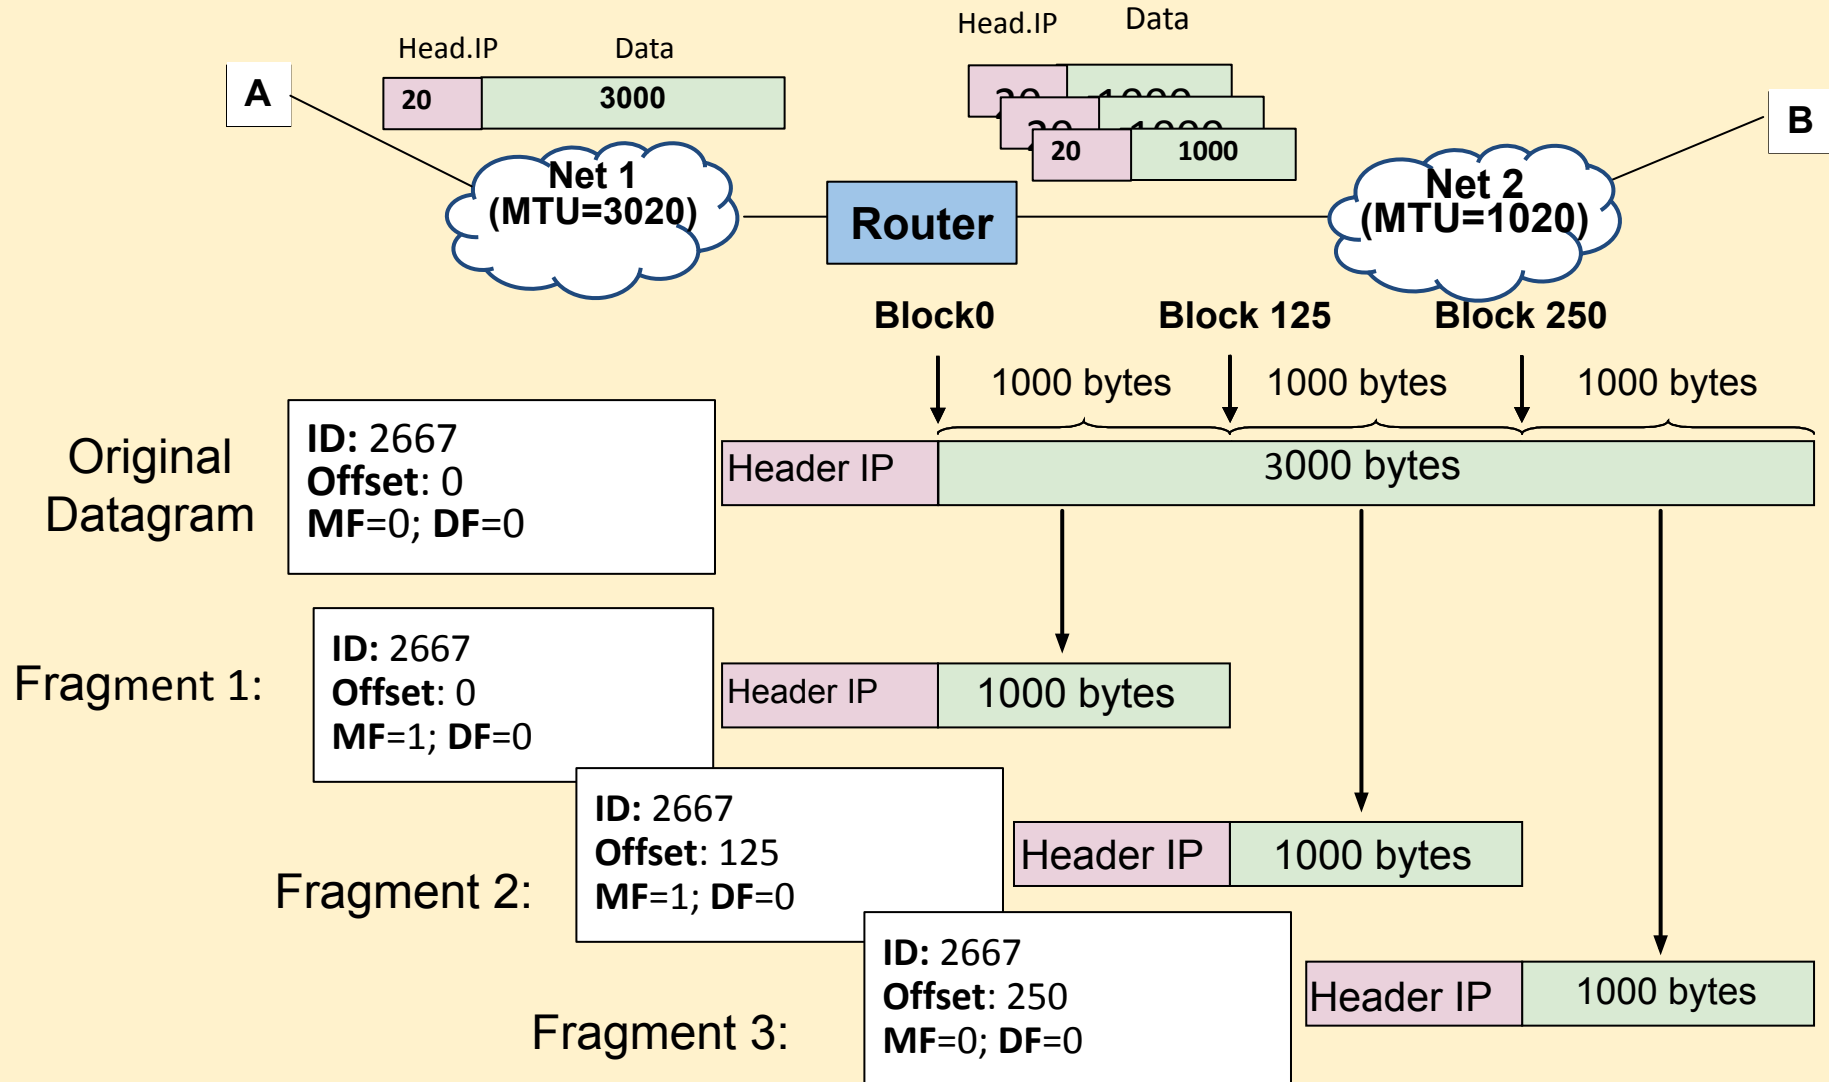 Head.IP Data
Head.IP Data
A
20 3000
20 1000
20 1000
20 1000
B
Net 1
(MTU=3020)
Router
Net 2
(MTU=1020)
Block0 Block 125 Block 250
1000 bytes 1000 bytes 1000 bytes
Original
Datagram
ID: 2667
Offset: 0
MF=0; DF=0
Header IP 3000 bytes
Fragment 1:
ID: 2667
Offset: 0
MF=1; DF=0
Header IP 1000 bytes
Fragment 2:
ID: 2667
Offset: 125
MF=1; DF=0
Header IP 1000 bytes
Fragment 3:
ID: 2667
Offset: 250
MF=0; DF=0
Header IP 1000 bytes